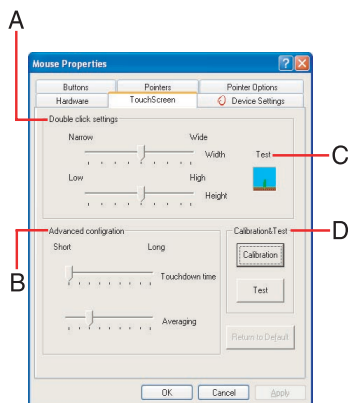 A
Mouse Properties
Buttons Pointers Pointer Options
Hardware TouchScreen Device Settings
Double click settings
Narrow Wide
Width Test
C
Low High
Height
Advanced configration Calibration&Test
D
B
Short Long
Calibration
Touchdown time
Test
Averaging
Return to Default
OK Cancel Apply